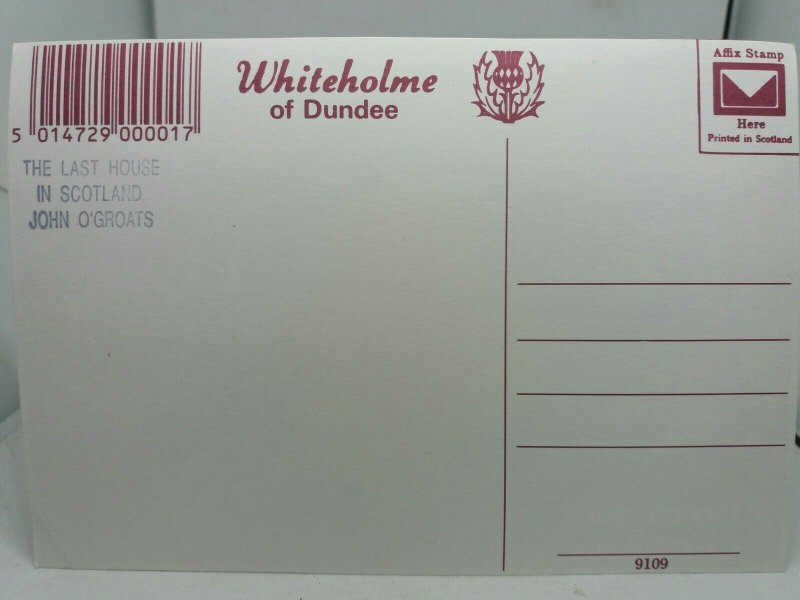 Whiteholme
of Dundee
Affix Stamp
Here
Printed in Scotland
5 014729 000017
THE LAST HOUSE
IN SCOTLAND
JOHN O'GROATS
9109